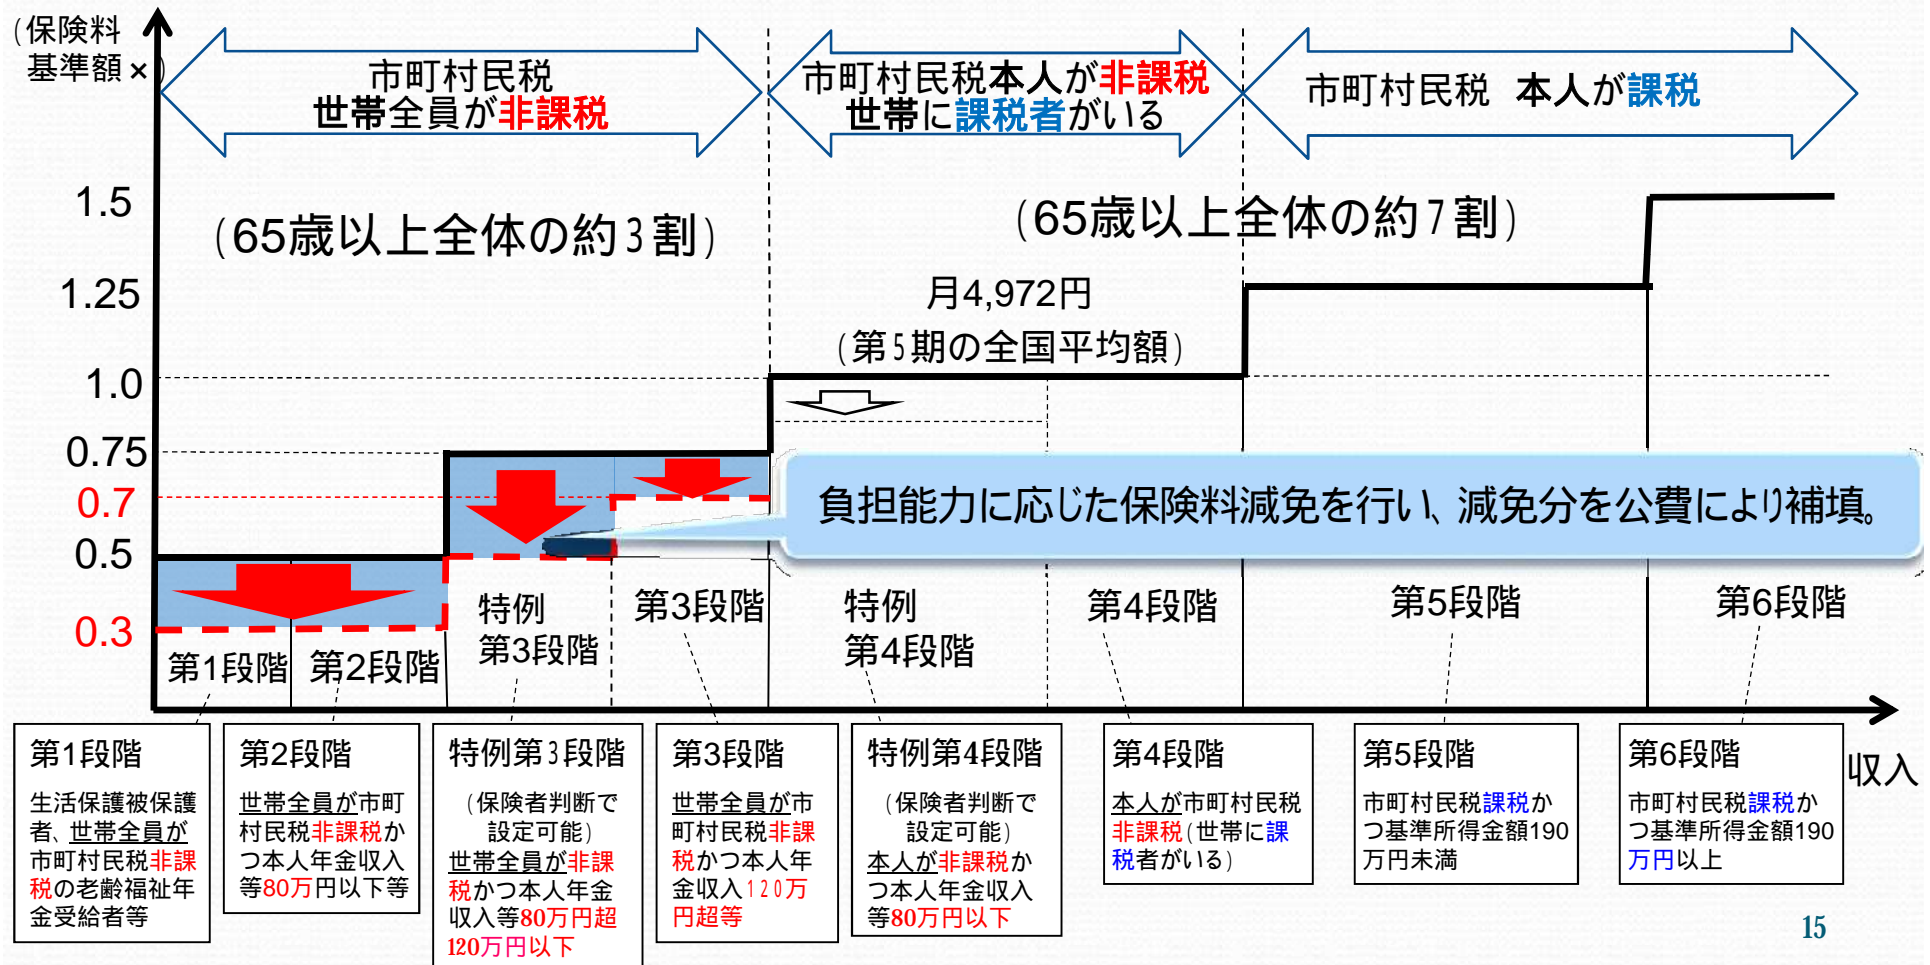 (保険料
基準額×)
市町村民税
世帯全員が非課税
市町村民税本人が非課税
世帯に課税者がいる
市町村民税 本人が課税
1.5
1.25
1.0
0.75
0.7
0.5
0.3
(65歳以上全体の約3割)
(65歳以上全体の約7割)
月4,972円
(第5期の全国平均額)
負担能力に応じた保険料減免を行い、減免分を公費により補填。
第1段階
第2段階
特例
第3段階
第3段階
特例
第4段階
第4段階
第5段階
第6段階
収入
第1段階
生活保護被保護
者、世帯全員が
市町村民税非課
税の老齢福祉年
金受給者等
第2段階
世帯全員が市町
村民税非課税か
つ本人年金収入
等80万円以下等
特例第3段階
(保険者判断で
設定可能)
世帯全員が非課
税かつ本人年金
収入等80万円超
120万円以下
第3段階
世帯全員が市
町村民税非課
税かつ本人年
金収入120万
円超等
特例第4段階
(保険者判断で
設定可能)
本人が非課税か
つ本人年金収入
等80万円以下
第4段階
本人が市町村民税
非課税(世帯に課
税者がいる)
第5段階
市町村民税課税か
つ基準所得金額190
万円未満
第6段階
市町村民税課税か
つ基準所得金額190
万円以上
15